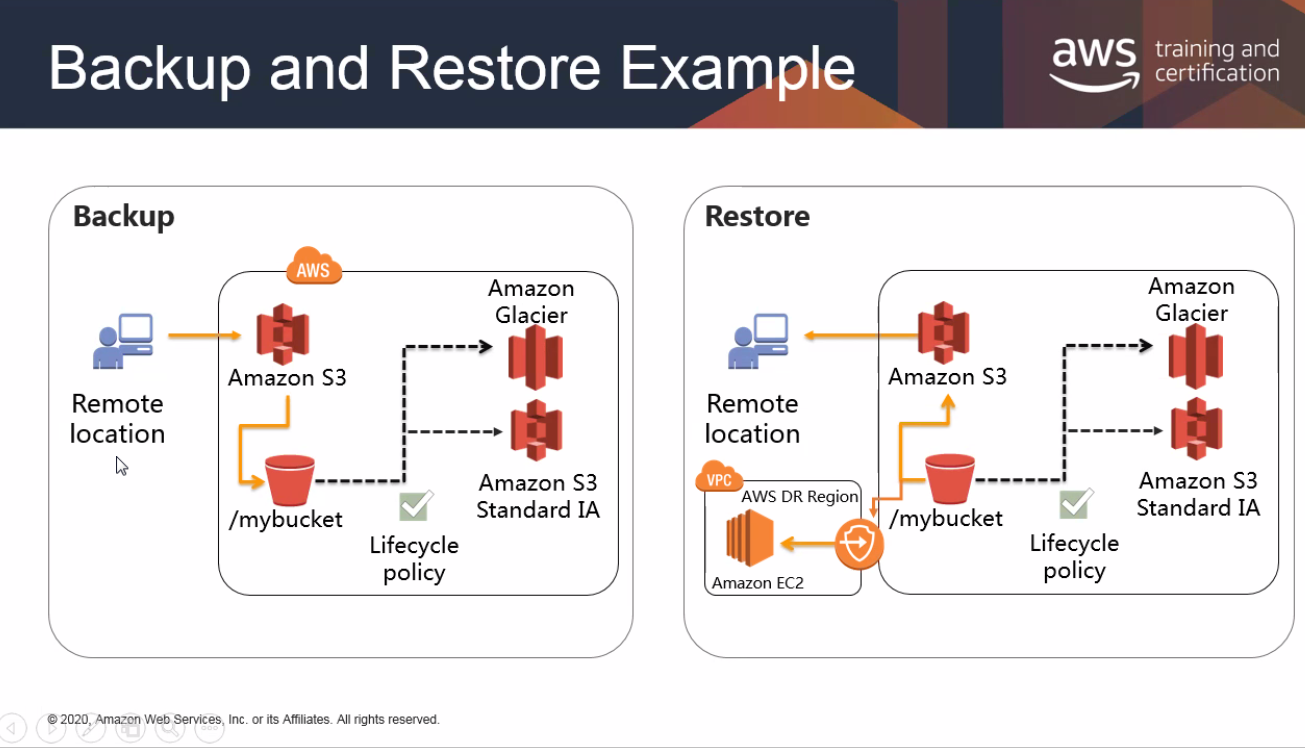 Backup and Restore Example
aws
training and
certification
Backup
AWS
Amazon S3
Remote
location
/mybucket
Lifecycle
policy
Amazon
Glacier
Amazon S3
Standard IA
Restore
Amazon S3
Remote
location
VPC
AWS DR Region
Amazon EC2
/mybucket
Lifecycle
policy
Amazon
Glacier
Amazon S3
Standard IA
© 2020, Amazon Web Services, Inc. or its Affiliates. All rights reserved.